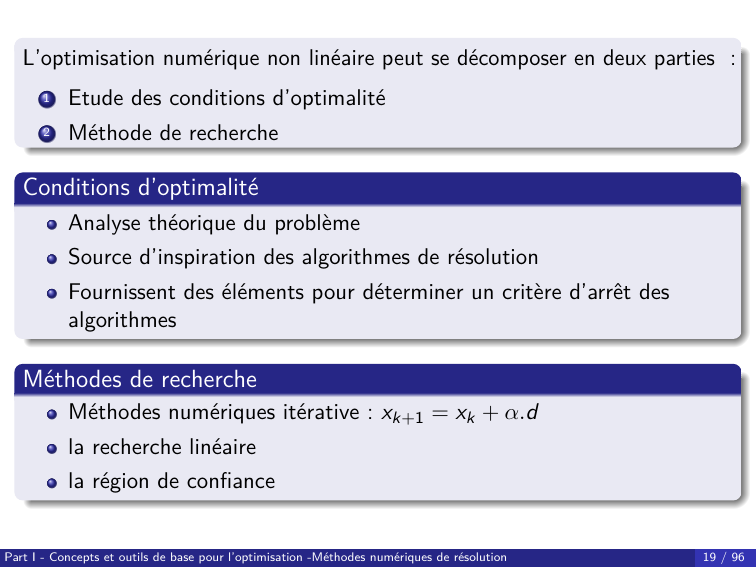 L'optimisation numérique non linéaire peut se décomposer en deux parties :
1 Etude des conditions d'optimalité
2 Méthode de recherche
Conditions d'optimalité
Analyse théorique du problème
Source d'inspiration des algorithmes de résolution
Fournissent des éléments pour déterminer un critère d'arrêt des
algorithmes
Méthodes de recherche
Méthodes numériques itérative : x_{k+1} = x_k + α.d
la recherche linéaire
la région de confiance
Part I - Concepts et outils de base pour l'optimisation -Méthodes numériques de résolution 19 / 96